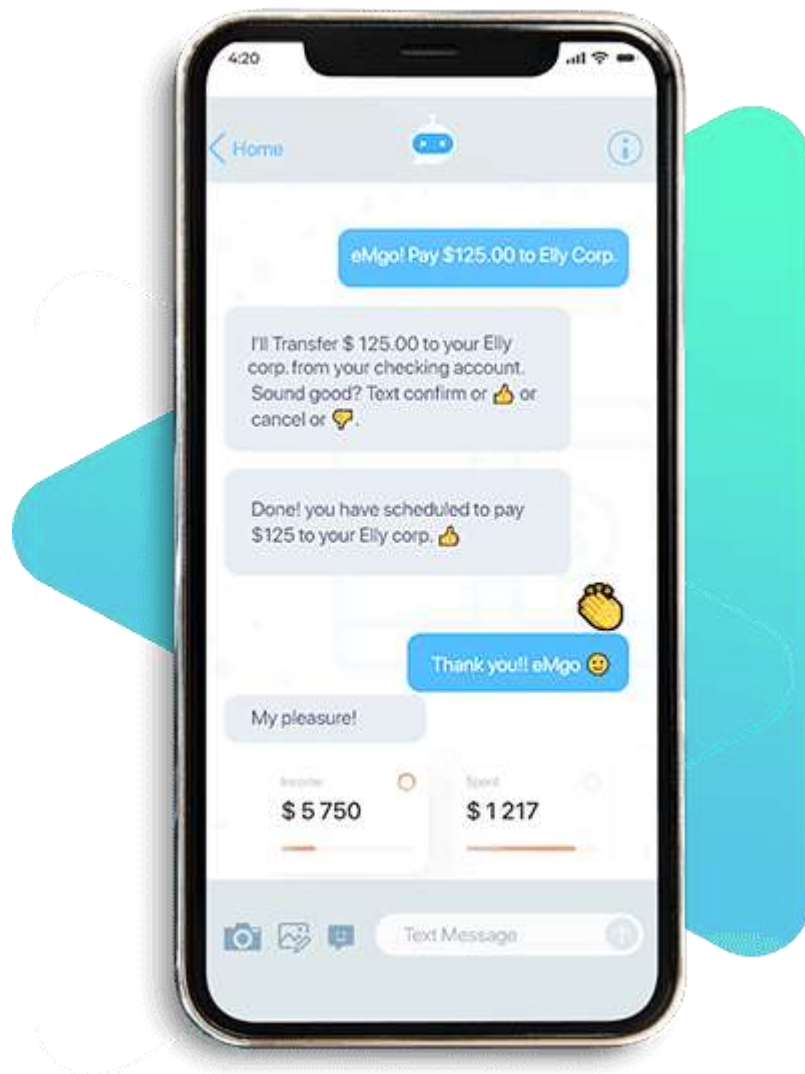 4:20
Home
eMgo! Pay $125.00 to Elly Corp.
I'll Transfer $ 125.00 to your Elly
corp. from your checking account.
Sound good? Text confirm or 👍 or
cancel or 👎.
Done! you have scheduled to pay
$125 to your Elly corp. 👍
Thank you!! eMgo 🙂
My pleasure!
Income Spent
$ 5 750 $ 1 217
Text Message